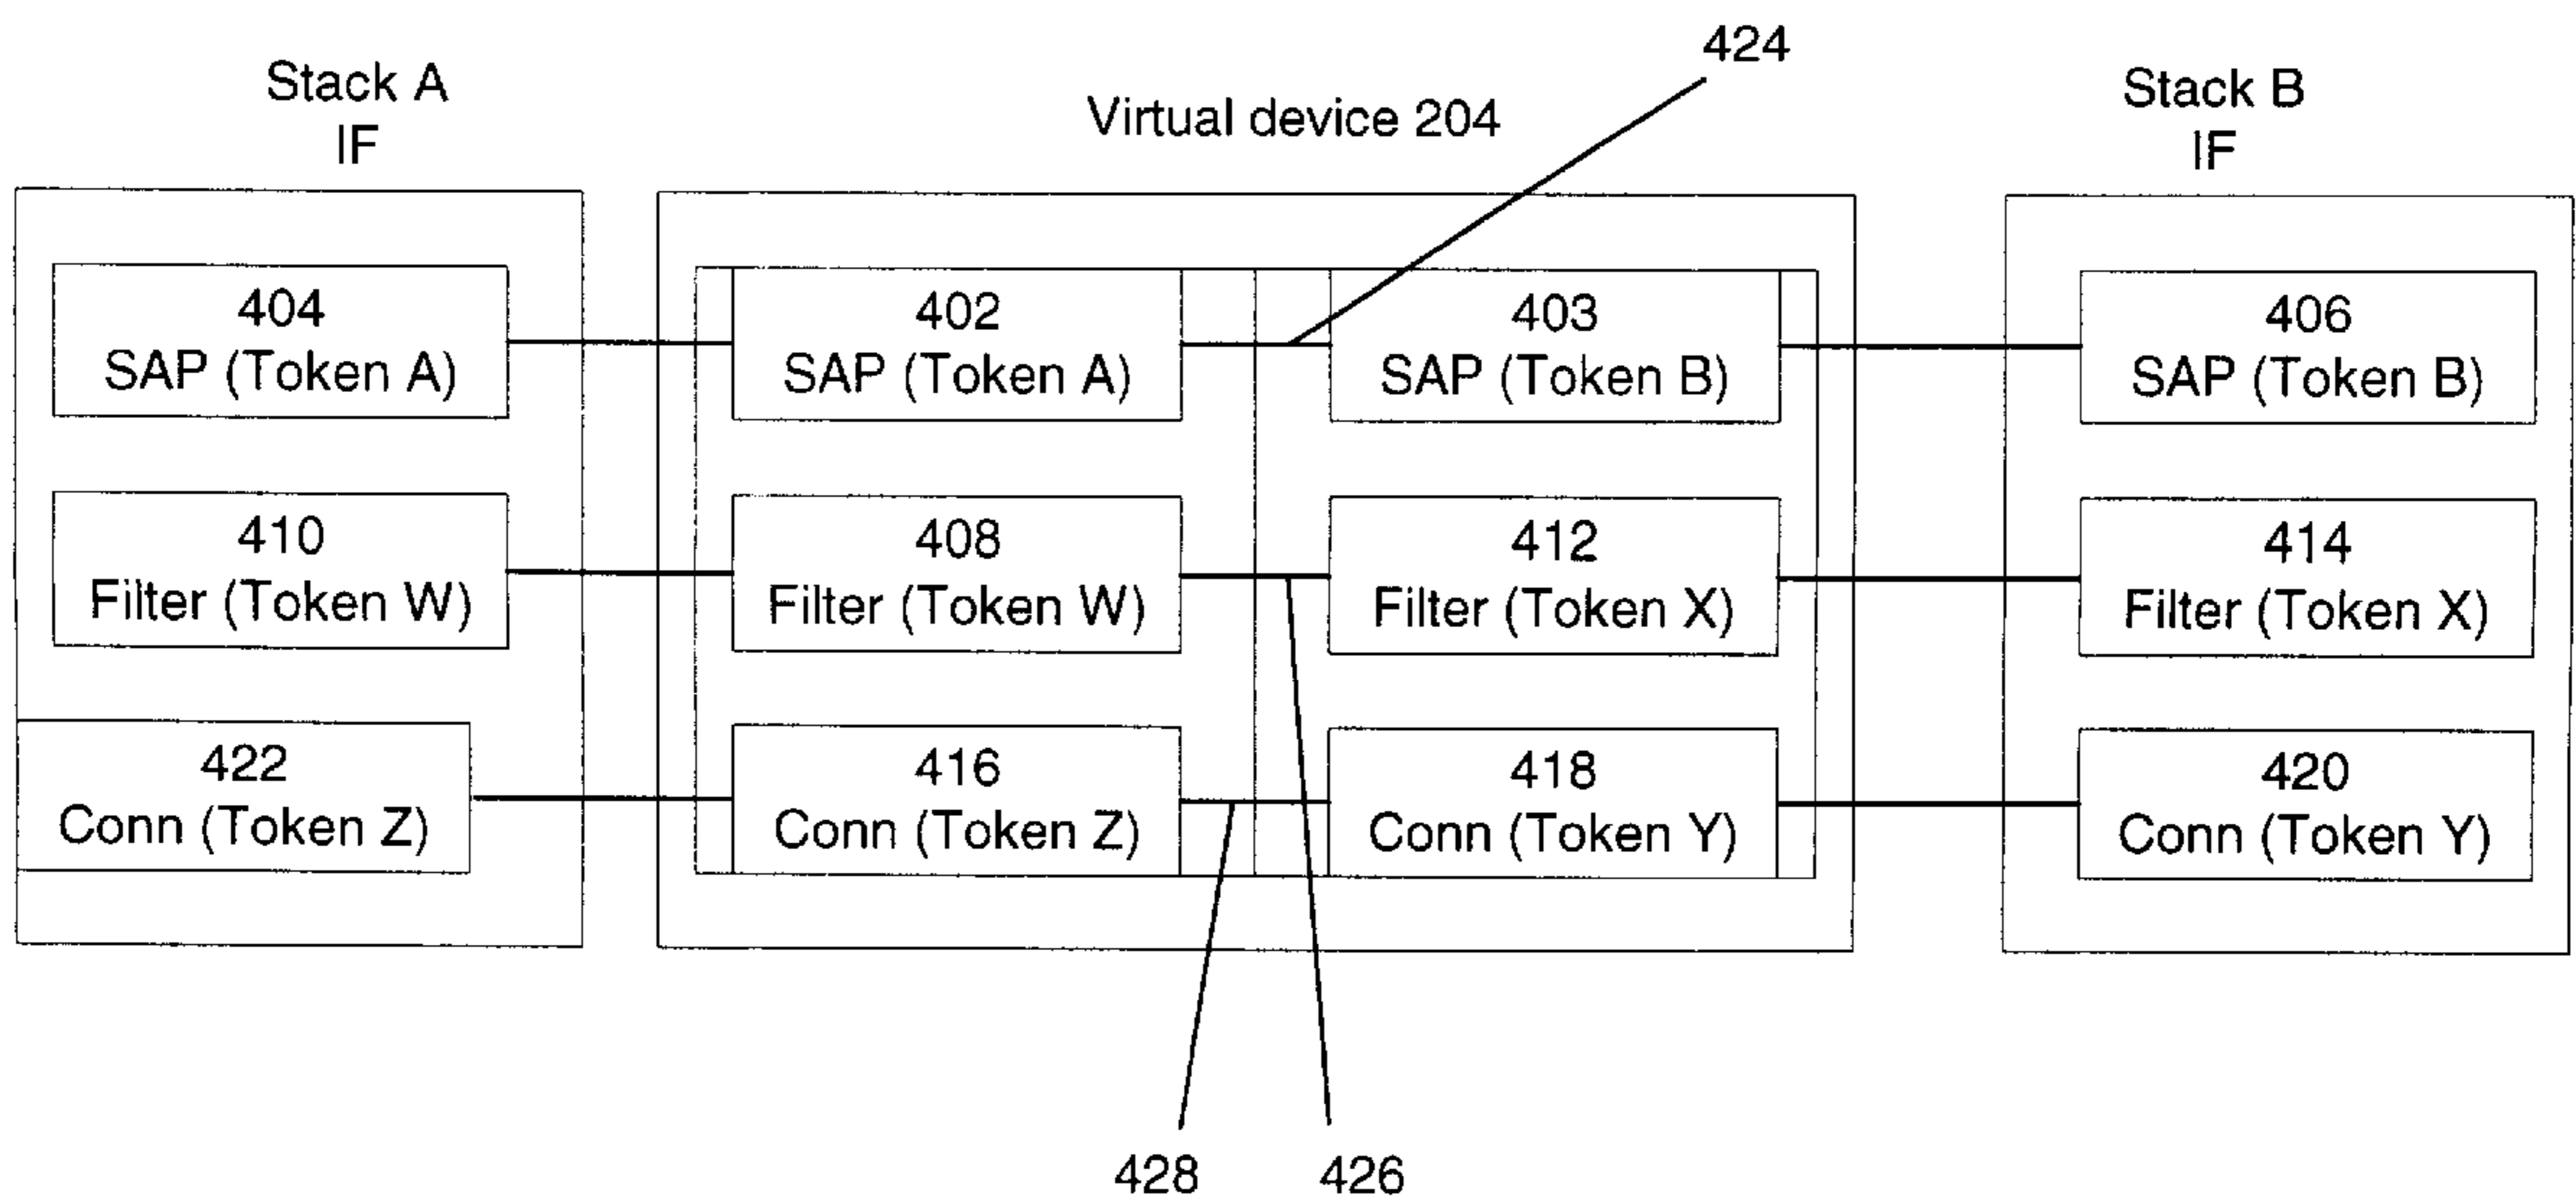 424
Stack A
IF
Virtual device 204
Stack B
IF
404
SAP (Token A)
402
SAP (Token A)
403
SAP (Token B)
406
SAP (Token B)
410
Filter (Token W)
408
Filter (Token W)
412
Filter (Token X)
414
Filter (Token X)
422
Conn (Token Z)
416
Conn (Token Z)
418
Conn (Token Y)
420
Conn (Token Y)
428
426